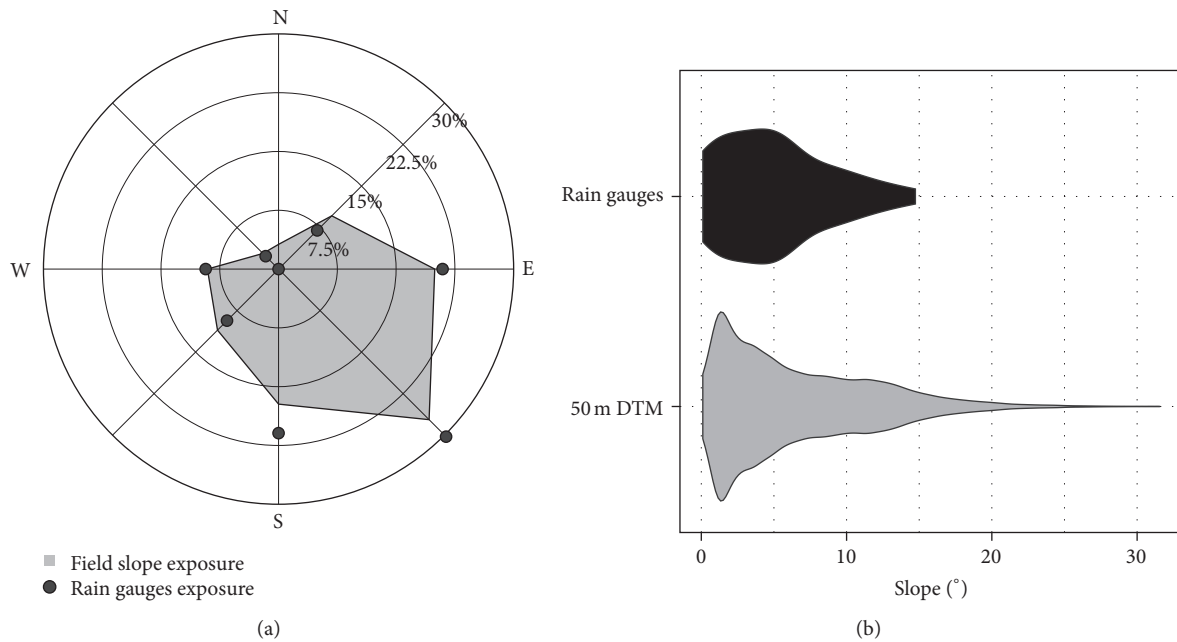 N
30%
22.5%
15%
7.5%
W
E
S
Field slope exposure
Rain gauges exposure
(a)
Rain gauges
50 m DTM
0
10
20
30
Slope (°)
(b)